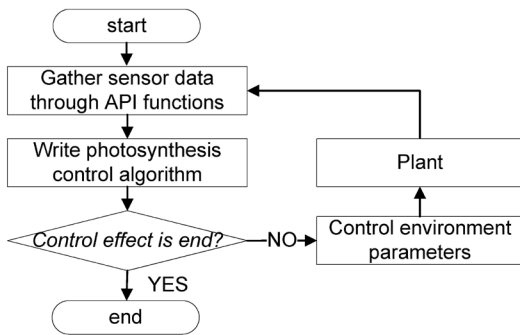 start
Gather sensor data
through API functions
Write photosynthesis
control algorithm
Plant
Control effect is end?
NO
Control environment
parameters
YES
end